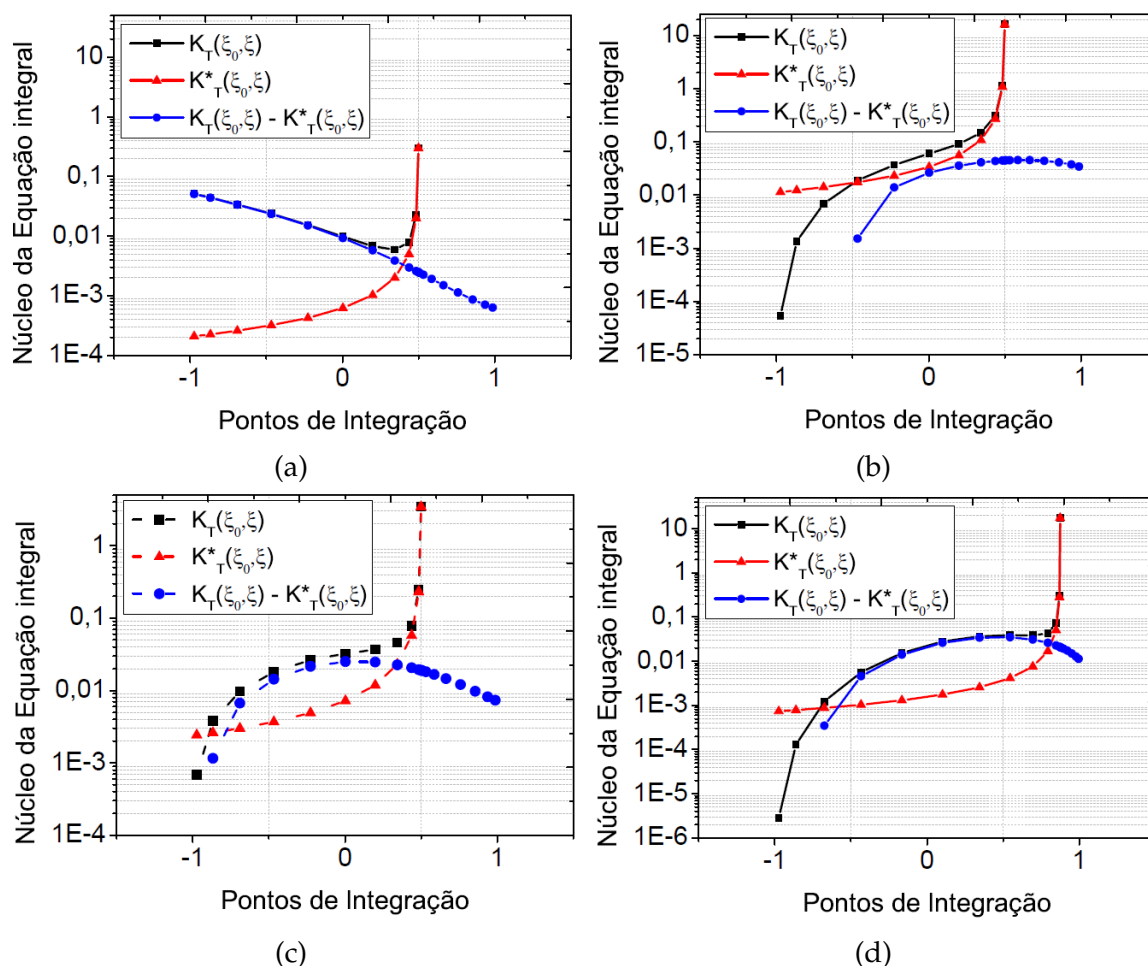 10
1
0,1
0,01
1E-3
1E-4
Núcleo da Equação integral
K_T(ξ_0,ξ)
K*_T(ξ_0,ξ)
K_T(ξ_0,ξ) - K*_T(ξ_0,ξ)
-1 0 1
Pontos de Integração
(a)
10
1
0,1
0,01
1E-3
1E-4
1E-5
Núcleo da Equação integral
K_T(ξ_0,ξ)
K*_T(ξ_0,ξ)
K_T(ξ_0,ξ) - K*_T(ξ_0,ξ)
-1 0 1
Pontos de Integração
(b)
1
0,1
0,01
1E-3
1E-4
Núcleo da Equação integral
K_T(ξ_0,ξ)
K*_T(ξ_0,ξ)
K_T(ξ_0,ξ) - K*_T(ξ_0,ξ)
-1 0 1
Pontos de Integração
(c)
10
1
0,1
0,01
1E-3
1E-4
1E-5
1E-6
Núcleo da Equação integral
K_T(ξ_0,ξ)
K*_T(ξ_0,ξ)
K_T(ξ_0,ξ) - K*_T(ξ_0,ξ)
-1 0 1
Pontos de Integração
(d)